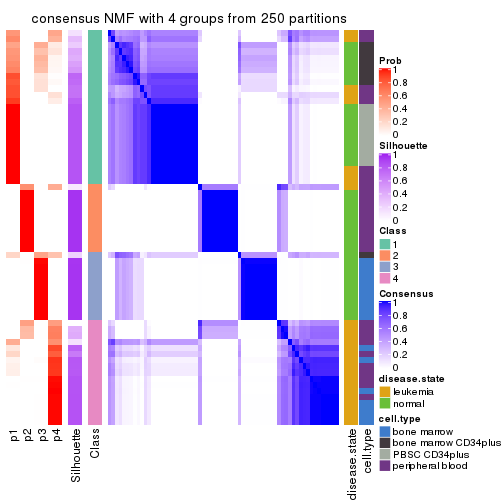 consensus NMF with 4 groups from 250 partitions
Prob
1
0.8
0.6
0.4
0.2
0
Silhouette
1
0.8
0.6
0.4
0.2
0
Class
1
2
3
4
Consensus
1
0.8
0.6
0.4
0.2
0
disease.state
leukemia
normal
cell.type
bone marrow
bone marrow CD34plus
PBSC CD34plus
peripheral blood
p1
p2
p3
p4
Silhouette
Class
disease.state
cell.type